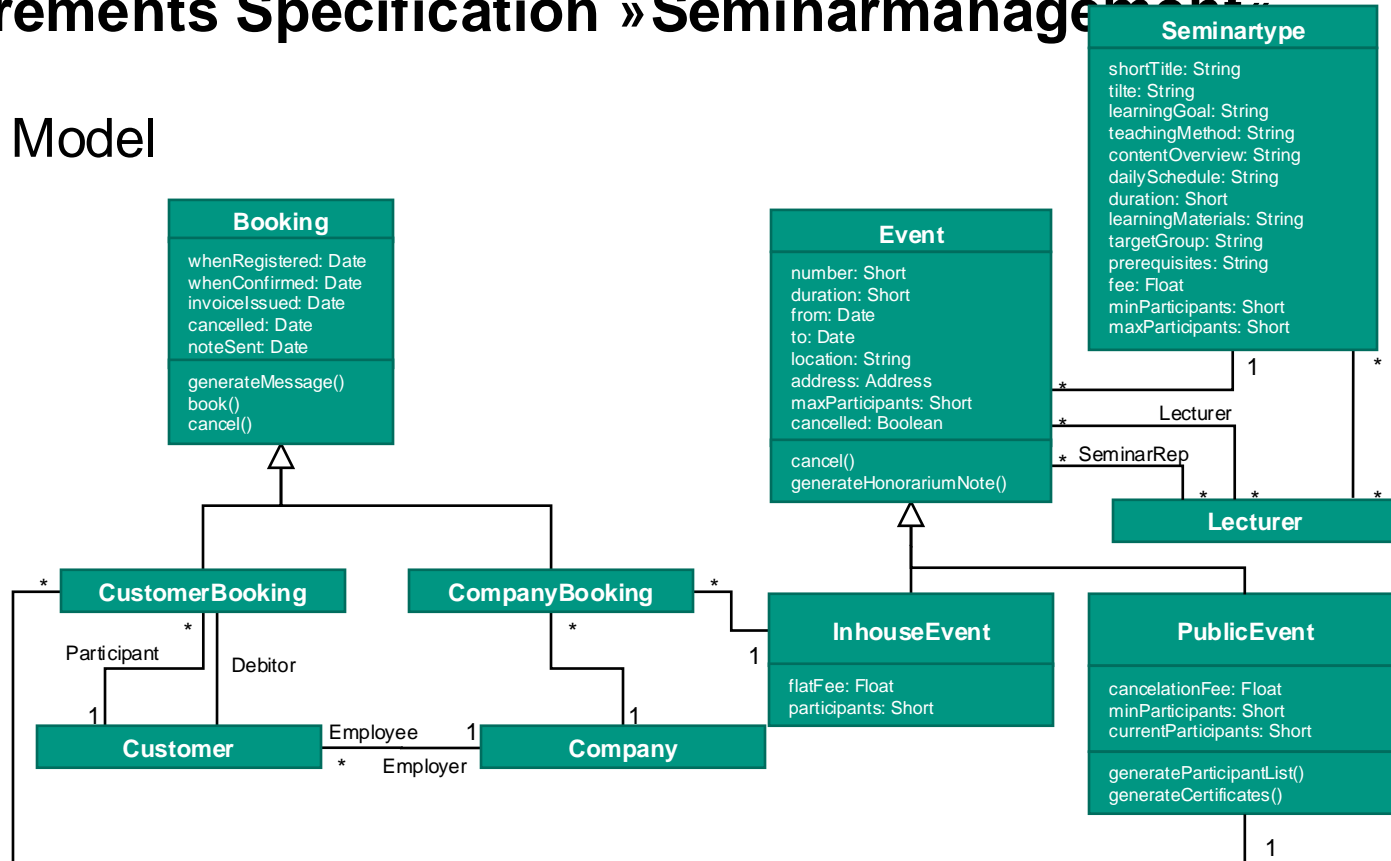 rements Specification »Seminarmanagement«
Model
Seminartype
shortTitle: String
tilte: String
learningGoal: String
teachingMethod: String
contentOverview: String
dailySchedule: String
duration: Short
learningMaterials: String
targetGroup: String
prerequisites: String
fee: Float
minParticipants: Short
maxParticipants: Short
1
*
Booking
whenRegistered: Date
whenConfirmed: Date
invoiceIssued: Date
cancelled: Date
noteSent: Date
generateMessage()
book()
cancel()
Event
number: Short
duration: Short
from: Date
to: Date
location: String
address: Address
maxParticipants: Short
cancelled: Boolean
cancel()
generateHonorariumNote()
*
* Lecturer
* SeminarRep
* * *
Lecturer
* CustomerBooking
CompanyBooking *
* *
Participant
Debitor
1 1
Customer
Employee 1
* Employer
Company
1
InhouseEvent
flatFee: Float
participants: Short
PublicEvent
cancelationFee: Float
minParticipants: Short
currentParticipants: Short
generateParticipantList()
generateCertificates()
1